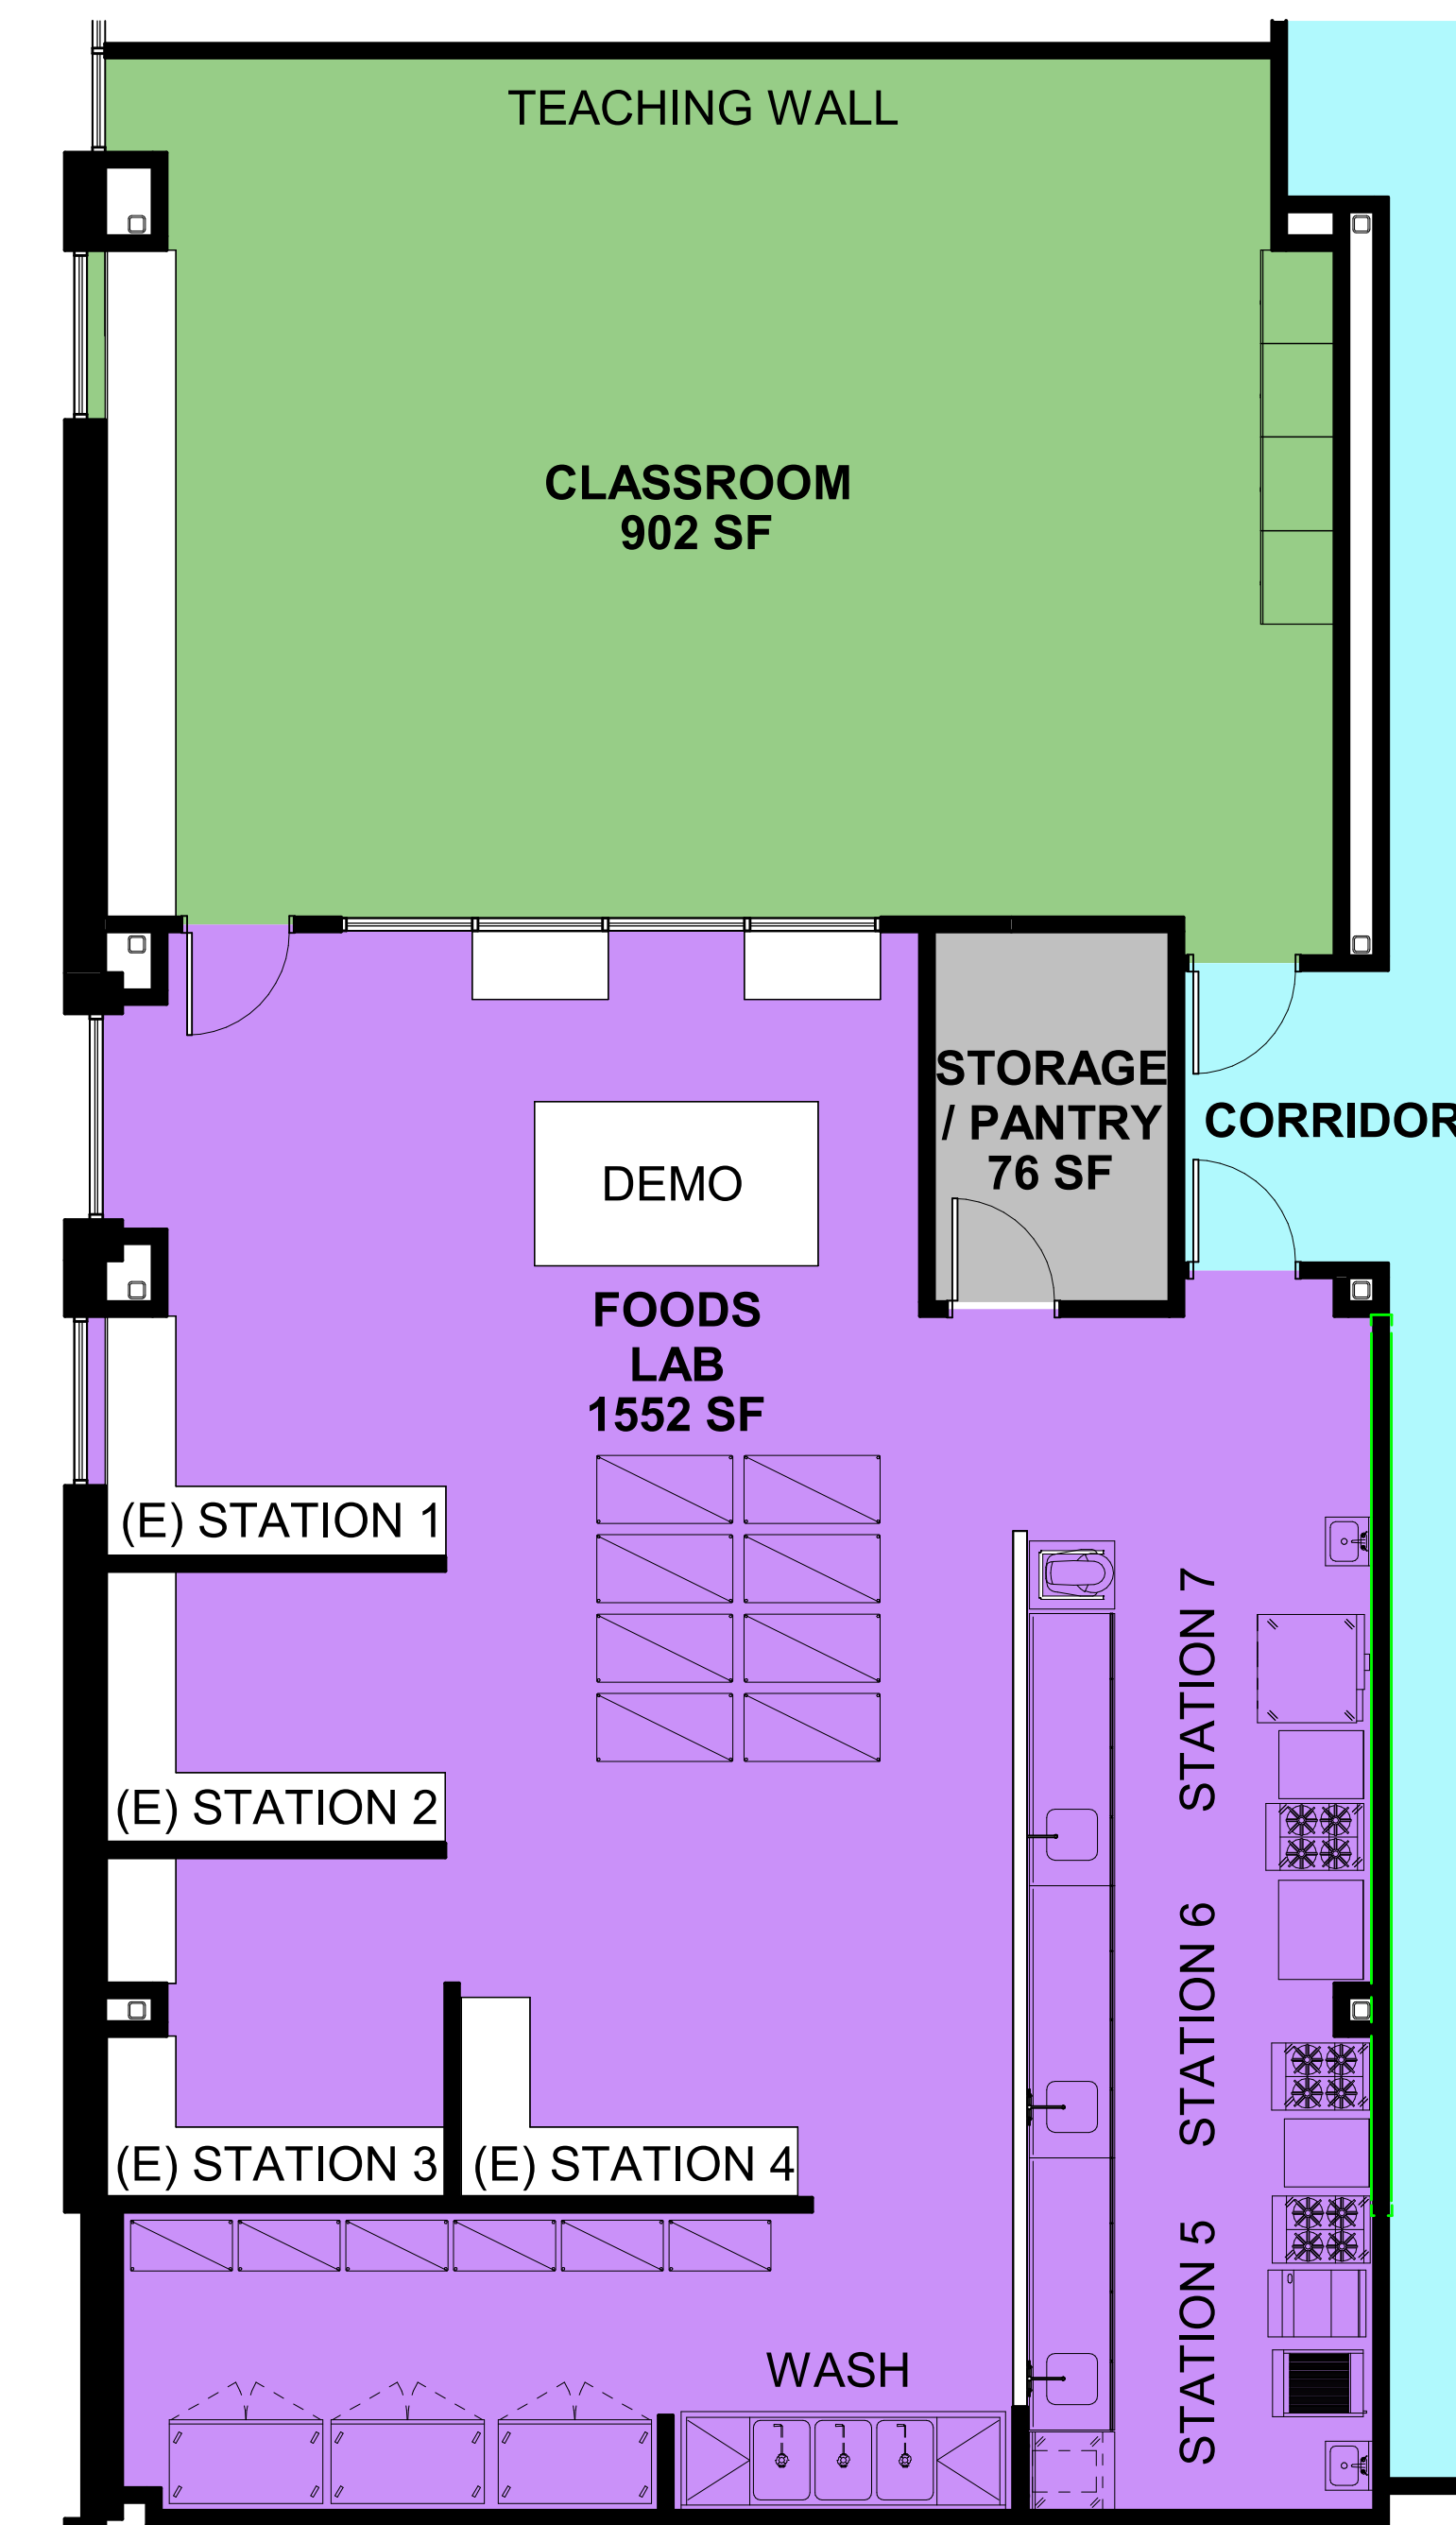 TEACHING WALL
CLASSROOM
902 SF
STORAGE
/ PANTRY
76 SF
CORRIDOR
DEMO
FOODS
LAB
1552 SF
(E) STATION 1
(E) STATION 2
(E) STATION 3
(E) STATION 4
STATION 7
STATION 6
STATION 5
WASH